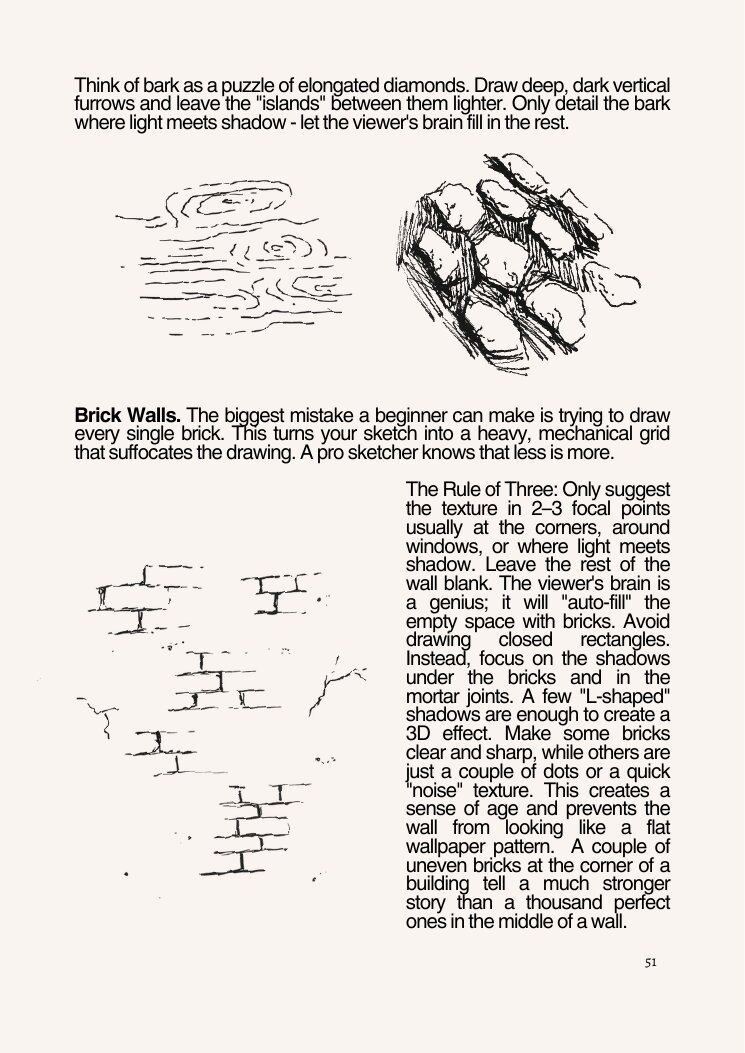 Think of bark as a puzzle of elongated diamonds. Draw deep, dark vertical
furrows and leave the "islands" between them lighter. Only detail the bark
where light meets shadow - let the viewer's brain fill in the rest.
Brick Walls. The biggest mistake a beginner can make is trying to draw
every single brick. This turns your sketch into a heavy, mechanical grid
that suffocates the drawing. A pro sketcher knows that less is more.
The Rule of Three: Only suggest
the texture in 2–3 focal points
usually at the corners, around
windows, or where light meets
shadow. Leave the rest of the
wall blank. The viewer's brain is
a genius; it will "auto-fill" the
empty space with bricks. Avoid
drawing closed rectangles.
Instead, focus on the shadows
under the bricks and in the
mortar joints. A few "L-shaped"
shadows are enough to create a
3D effect. Make some bricks
clear and sharp, while others are
just a couple of dots or a quick
"noise" texture. This creates a
sense of age and prevents the
wall from looking like a flat
wallpaper pattern. A couple of
uneven bricks at the corner of a
building tell a much stronger
story than a thousand perfect
ones in the middle of a wall.
51